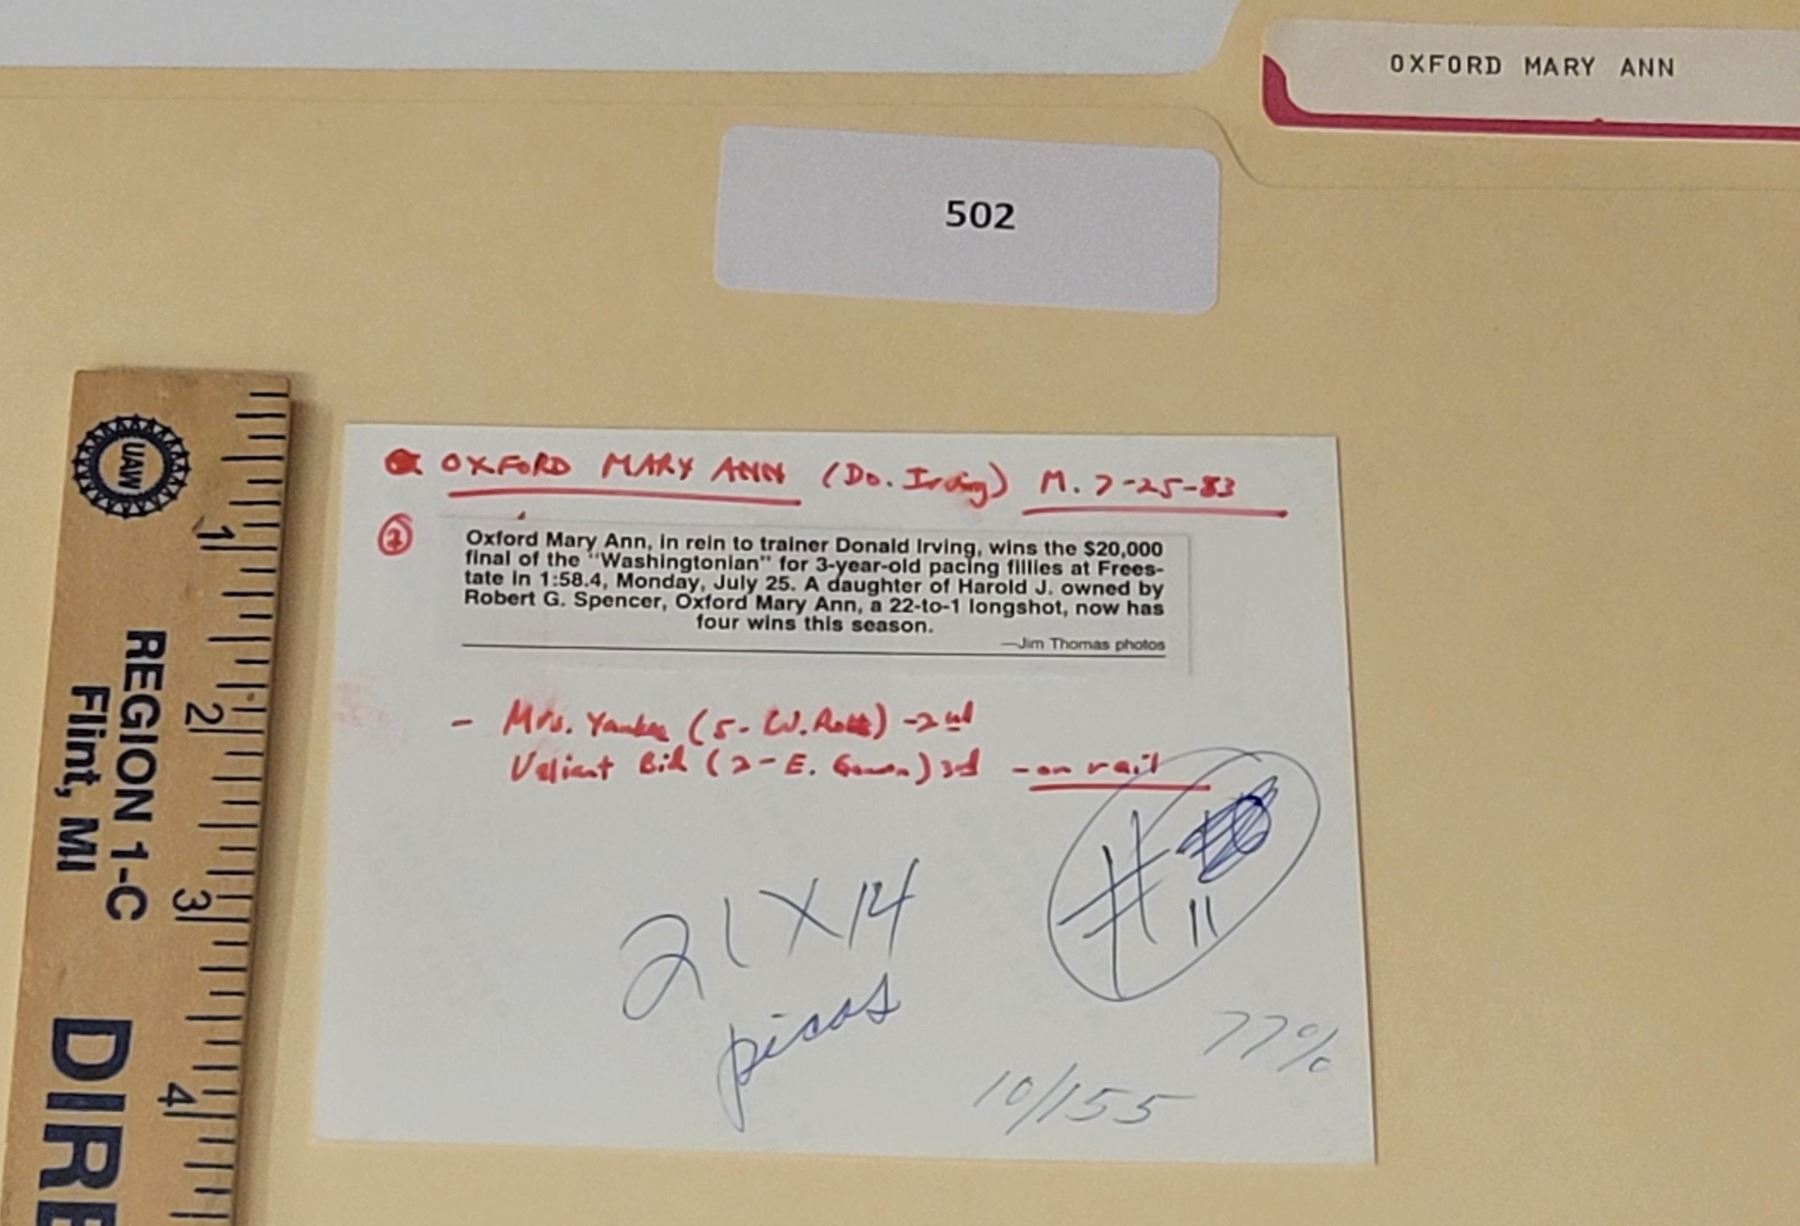 OXFORD MARY ANN
502
OXFORD MARY ANN (Do. Irving) M. 7-25-83
Oxford Mary Ann, in rein to trainer Donald Irving, wins the $20,000
final of the "Washingtonian" for 3-year-old pacing fillies at Frees-
tate in 1:58.4, Monday, July 25. A daughter of Harold J. owned by
Robert G. Spencer, Oxford Mary Ann, a 22-to-1 longshot, now has
four wins this season.
—Jim Thomas photos
- Mrs. Yankee (5- W. Ross) -2nd
Valiant Bid (2- E. ) 3rd - on rail
# 11
21 X 14
picas
77%
10/155
UAW
REGION 1-C
Flint, MI
DIRE
1
2
3
4